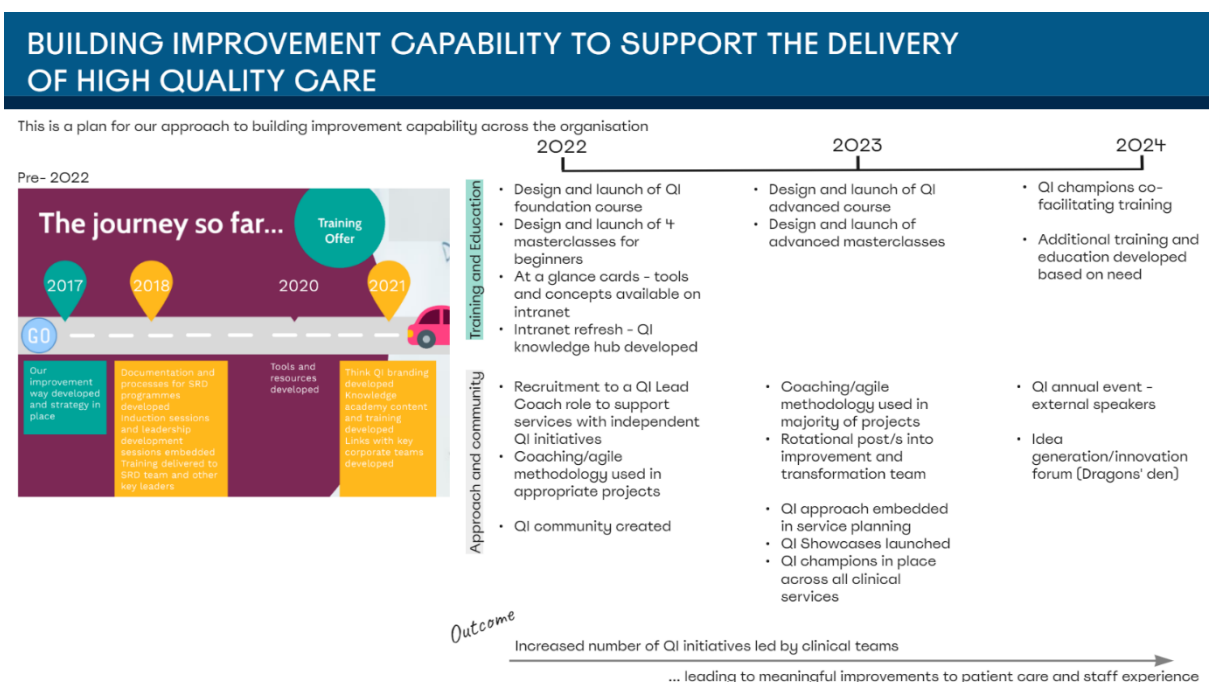 BUILDING IMPROVEMENT CAPABILITY TO SUPPORT THE DELIVERY
OF HIGH QUALITY CARE
This is a plan for our approach to building improvement capability across the organisation
Pre- 2022
The journey so far...
Training
Offer
2017
2018
2020
2021
GO
Our
improvement
way developed
and strategy in
place
Documentation and
processes for SRD
programmes
developed
induction sessions
and leadership
development
sessions embedded
Training delivered to
SRD team and other
key leaders
Tools and
resources
developed
Think QI branding
developed
Knowledge
academy content
and training
developed
Links with key
corporate teams
developed
2022
2023
2024
Training and Education
• Design and launch of QI
foundation course
• Design and launch of 4
masterclasses for
beginners
• At a glance cards - tools
and concepts available on
intranet
• Intranet refresh - QI
knowledge hub developed
• Design and launch of QI
advanced course
• Design and launch of
advanced masterclasses
• QI champions co-
facilitating training
• Additional training and
education developed
based on need
Approach and community
• Recruitment to a QI Lead
Coach role to support
services with independent
QI initiatives
• Coaching/agile
methodology used in
appropriate projects
• QI community created
• Coaching/agile
methodology used in
majority of projects
• Rotational post/s into
improvement and
transformation team
• QI approach embedded
in service planning
• QI Showcases launched
• QI champions in place
across all clinical
services
• QI annual event -
external speakers
• Idea
generation/innovation
forum (Dragons' den)
Outcome
Increased number of QI initiatives led by clinical teams
... leading to meaningful improvements to patient care and staff experience